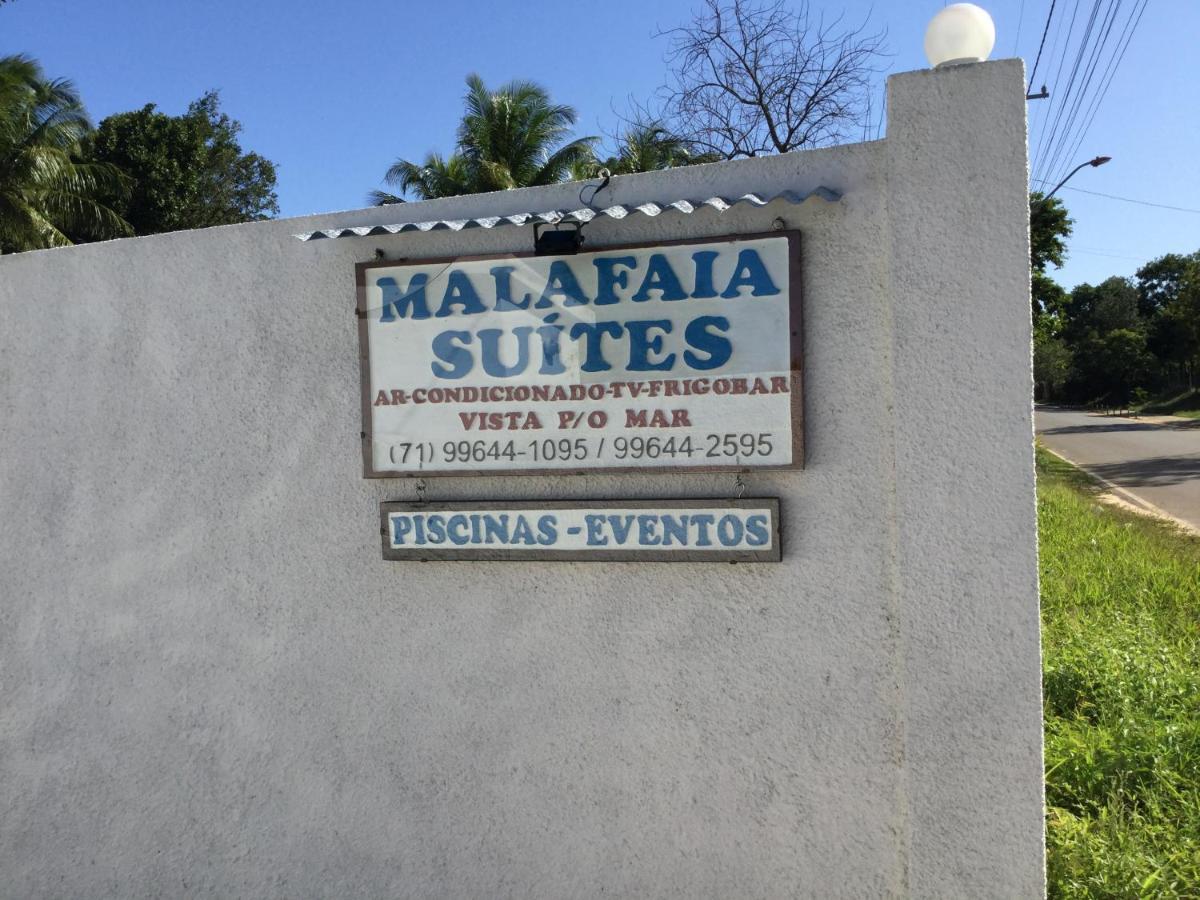 MALAFAIA
SUÍTES
AR-CONDICIONADO-TV-FRIGOBAR
VISTA P/O MAR
(71) 99644-1095 / 99644-2595
PISCINAS - EVENTOS